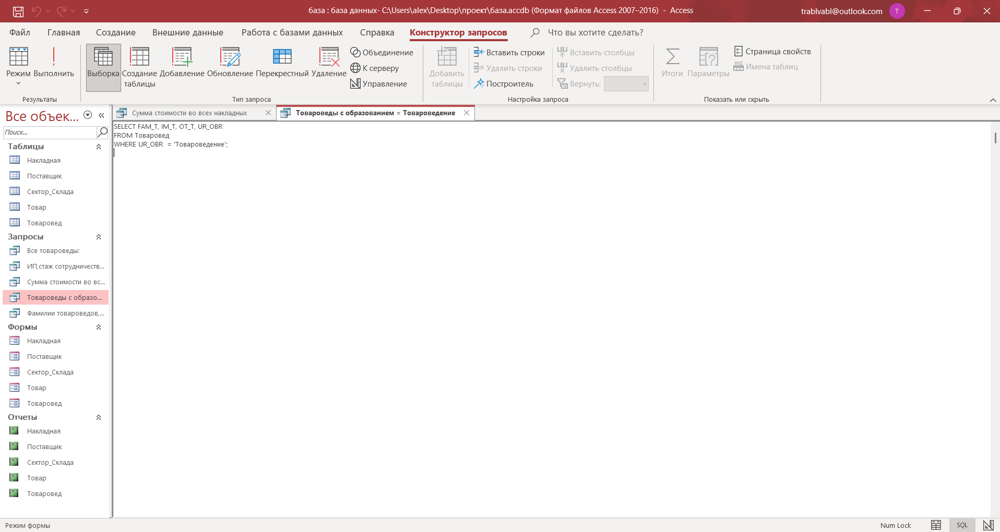 база : база данных- C:\Users\alex\Desktop\проект\база.accdb (Формат файлов Access 2007–2016) - Access
trablvabl@outlook.com
T
Файл Главная Создание Внешние данные Работа с базами данных Справка Конструктор запросов Что вы хотите сделать?
Режим
Выполнить
Результаты
Выборка
Создание таблицы
Добавление
Обновление
Перекрестный
Удаление
Объединение
К серверу
Управление
Тип запроса
Добавить таблицы
Вставить строки
Удалить строки
Построитель
Вставить столбцы
Удалить столбцы
Вернуть:
Настройка запроса
Итоги
Параметры
Страница свойств
Имена таблиц
Показать или скрыть
Все объек...
Поиск...
Таблицы
Накладная
Поставщик
Сектор_Склада
Товар
Товаровед
Запросы
Все товароведы:
ИП,стаж сотрудничеств...
Сумма стоимости во вс...
Товароведы с образо...
Фамилии товароведов,...
Формы
Накладная
Поставщик
Сектор_Склада
Товар
Товаровед
Отчеты
Накладная
Поставщик
Сектор_Склада
Товар
Товаровед
Сумма стоимости во всех накладных
Товароведы с образованием = Товароведение
SELECT FAM_T, IM_T, OT_T, UR_OBR
FROM Товаровед
WHERE UR_OBR  = 'Товароведение';
Режим формы
Num Lock
SQL